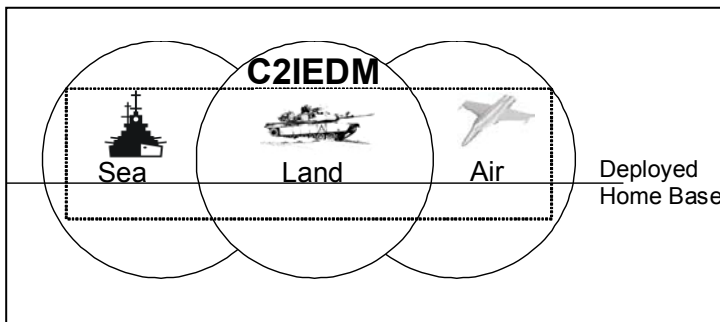 C2IEDM
Sea
Land
Air
Deployed
Home Base